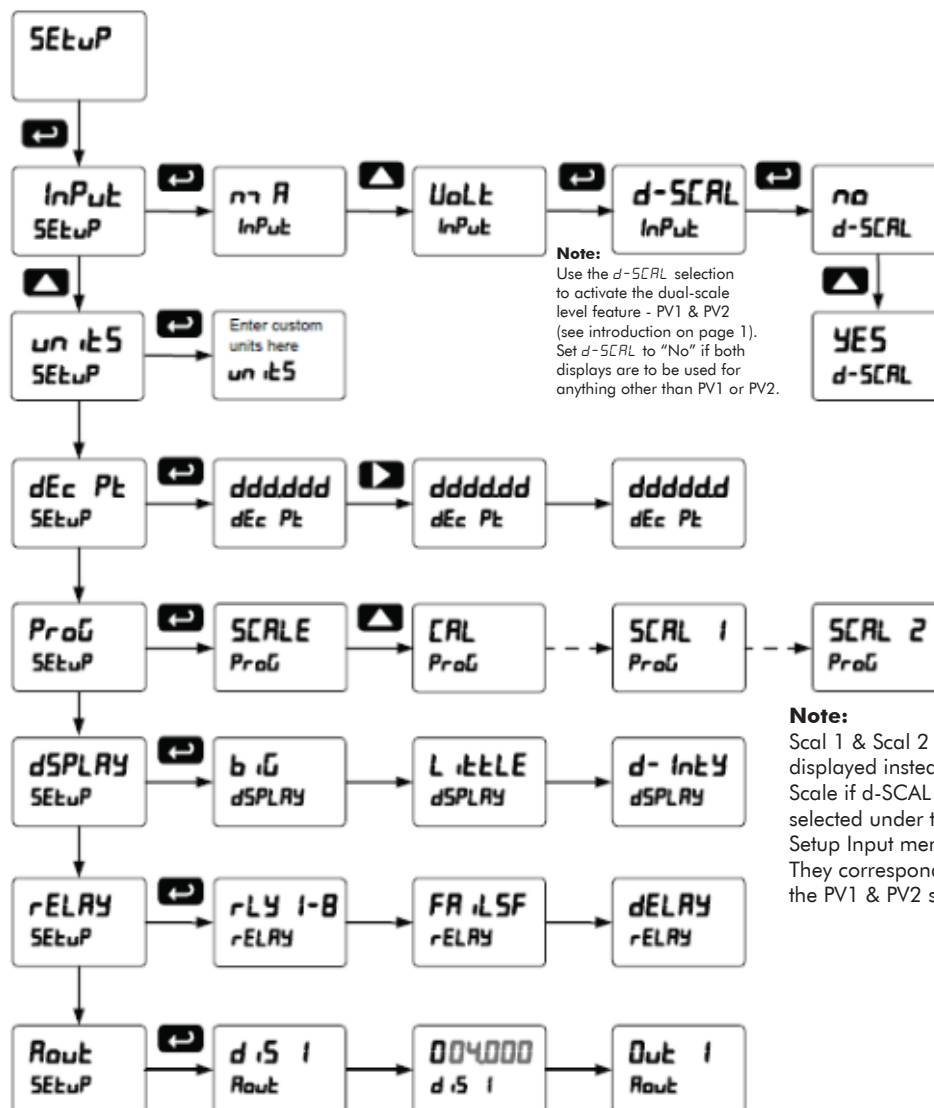 SEtuP
InPut
SEtuP
mA
InPut
VoLt
InPut
d-SCAL
InPut
no
d-SCAL
Note:
Use the d-SCAL selection
to activate the dual-scale
level feature - PV1 & PV2
(see introduction on page 1).
Set d-SCAL to “No” if both
displays are to be used for
anything other than PV1 or PV2.
YES
d-SCAL
unitS
SEtuP
Enter custom
units here
unitS
dEc Pt
SEtuP
ddd.ddd
dEc Pt
dddd.dd
dEc Pt
ddddd.d
dEc Pt
ProG
SEtuP
SCALE
ProG
CAL
ProG
SCAL 1
ProG
SCAL 2
ProG
Note:
Scal 1 & Scal 2
displayed
Scale if d-SCAL
selected under
Setup Input
They
the PV1 & PV2
dSPLAY
SEtuP
biG
dSPLAY
LittLE
dSPLAY
d-IntY
dSPLAY
rELAY
SEtuP
rLY 1-8
rELAY
FAiLSF
rELAY
dELAY
rELAY
Aout
SEtuP
diS 1
Aout
004.000
diS 1
Out 1
Aout